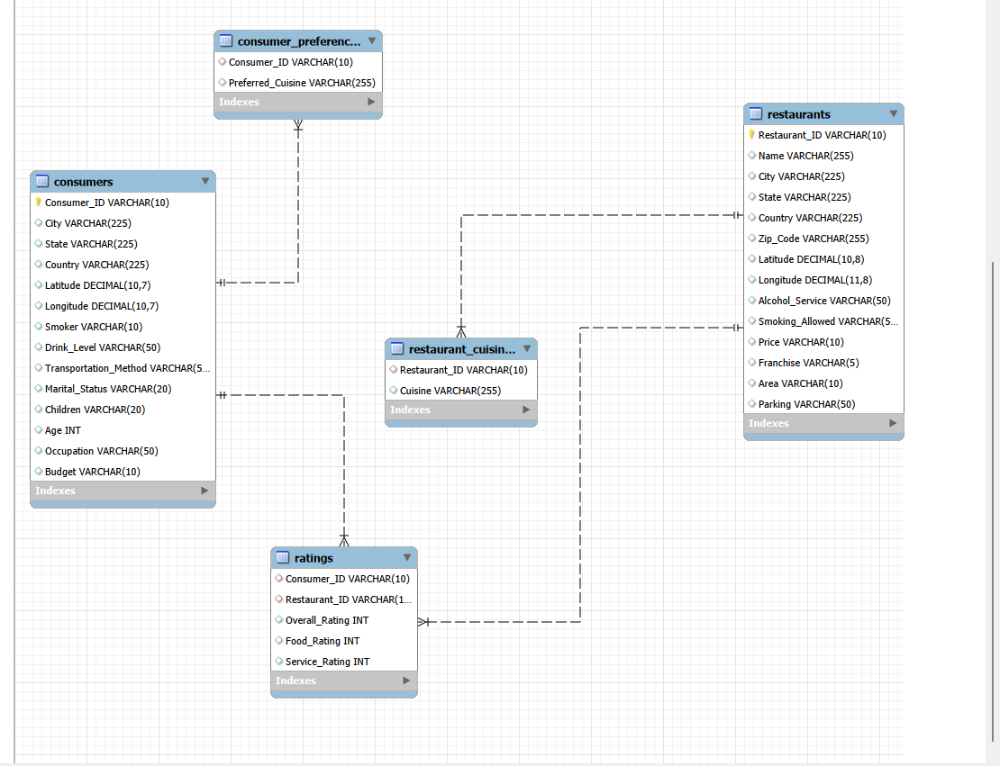 consumer_preferenc...
Consumer_ID VARCHAR(10)
Preferred_Cuisine VARCHAR(255)
Indexes
consumers
Consumer_ID VARCHAR(10)
City VARCHAR(225)
State VARCHAR(225)
Country VARCHAR(225)
Latitude DECIMAL(10,7)
Longitude DECIMAL(10,7)
Smoker VARCHAR(10)
Drink_Level VARCHAR(50)
Transportation_Method VARCHAR(5...
Marital_Status VARCHAR(20)
Children VARCHAR(20)
Age INT
Occupation VARCHAR(50)
Budget VARCHAR(10)
Indexes
restaurants
Restaurant_ID VARCHAR(10)
Name VARCHAR(255)
City VARCHAR(225)
State VARCHAR(225)
Country VARCHAR(225)
Zip_Code VARCHAR(255)
Latitude DECIMAL(10,8)
Longitude DECIMAL(11,8)
Alcohol_Service VARCHAR(50)
Smoking_Allowed VARCHAR(5...
Price VARCHAR(10)
Franchise VARCHAR(5)
Area VARCHAR(10)
Parking VARCHAR(50)
Indexes
restaurant_cuisin...
Restaurant_ID VARCHAR(10)
Cuisine VARCHAR(255)
Indexes
ratings
Consumer_ID VARCHAR(10)
Restaurant_ID VARCHAR(1...
Overall_Rating INT
Food_Rating INT
Service_Rating INT
Indexes